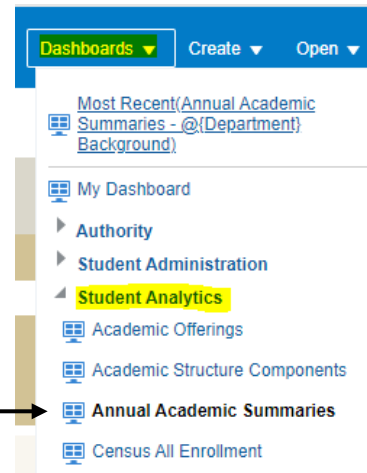 Dashboards Create Open
Most Recent(Annual Academic
Summaries - @{Department}
Background)
My Dashboard
Authority
Student Administration
Student Analytics
Academic Offerings
Academic Structure Components
Annual Academic Summaries
Census All Enrollment